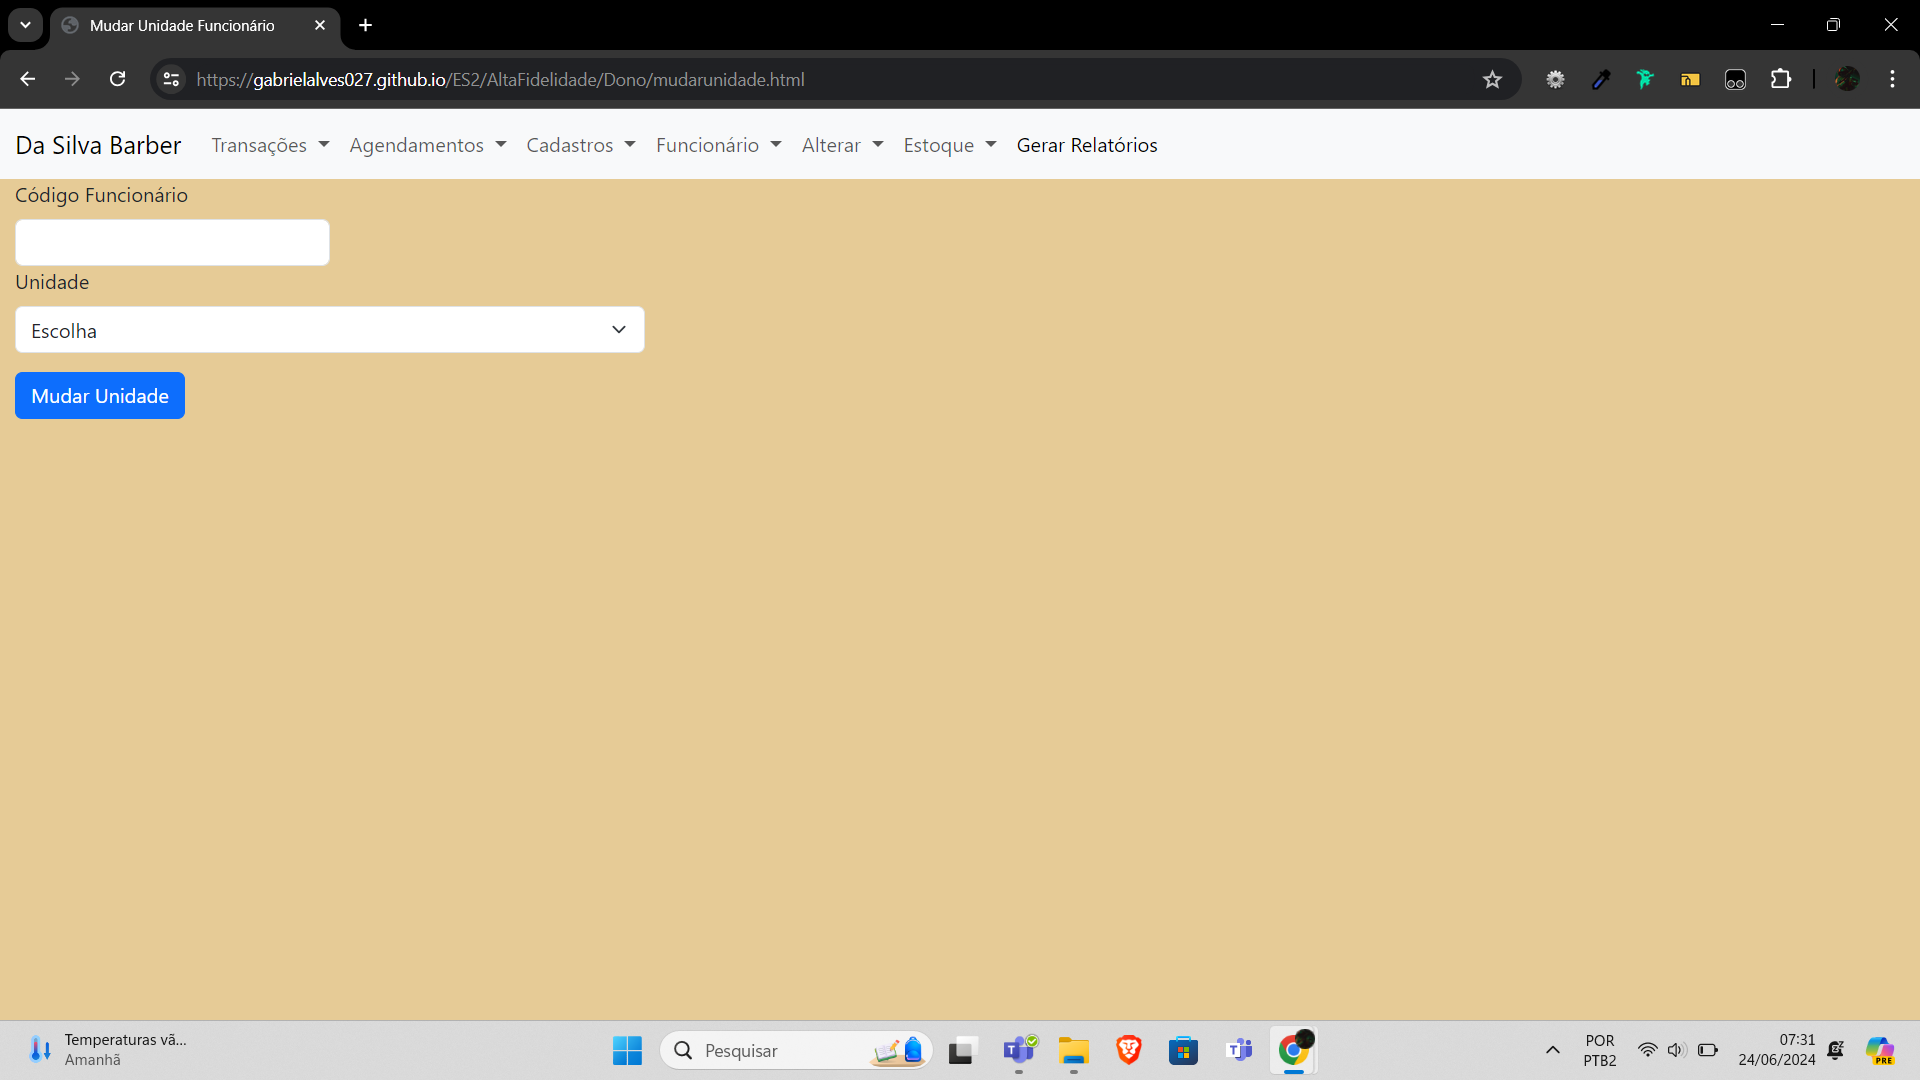 Mudar Unidade Funcionário
https://gabrielalves027.github.io/ES2/AltaFidelidade/Dono/mudarunidade.html
Da Silva Barber Transações Agendamentos Cadastros Funcionário Alterar Estoque Gerar Relatórios
Código Funcionário
Unidade
Escolha
Mudar Unidade
Temperaturas vã...
Amanhã
Pesquisar
POR
PTB2
07:31
24/06/2024
PRE